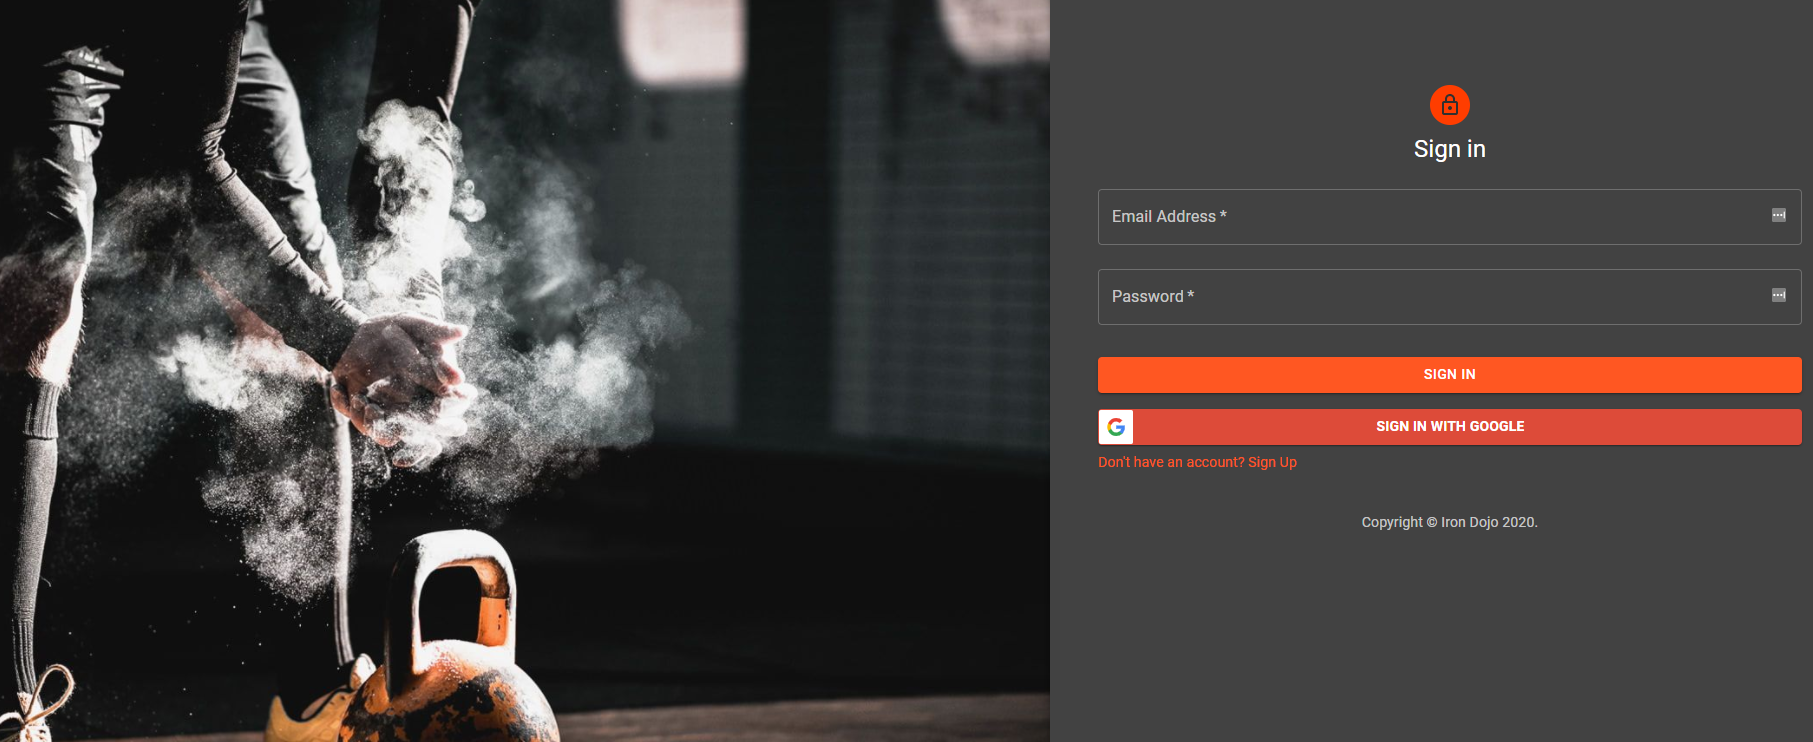 Sign in
Email Address *
Password *
SIGN IN
SIGN IN WITH GOOGLE
Don't have an account? Sign Up
Copyright © Iron Dojo 2020.